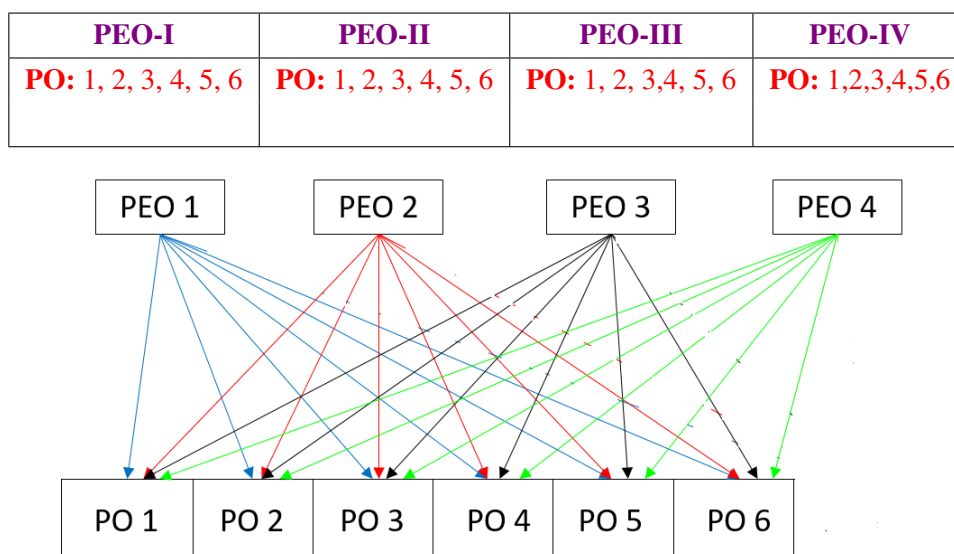 PEO-I PEO-II PEO-III PEO-IV
PO: 1, 2, 3, 4, 5, 6 PO: 1, 2, 3, 4, 5, 6 PO: 1, 2, 3,4, 5, 6 PO: 1,2,3,4,5,6
PEO 1 PEO 2 PEO 3 PEO 4
PO 1 PO 2 PO 3 PO 4 PO 5 PO 6